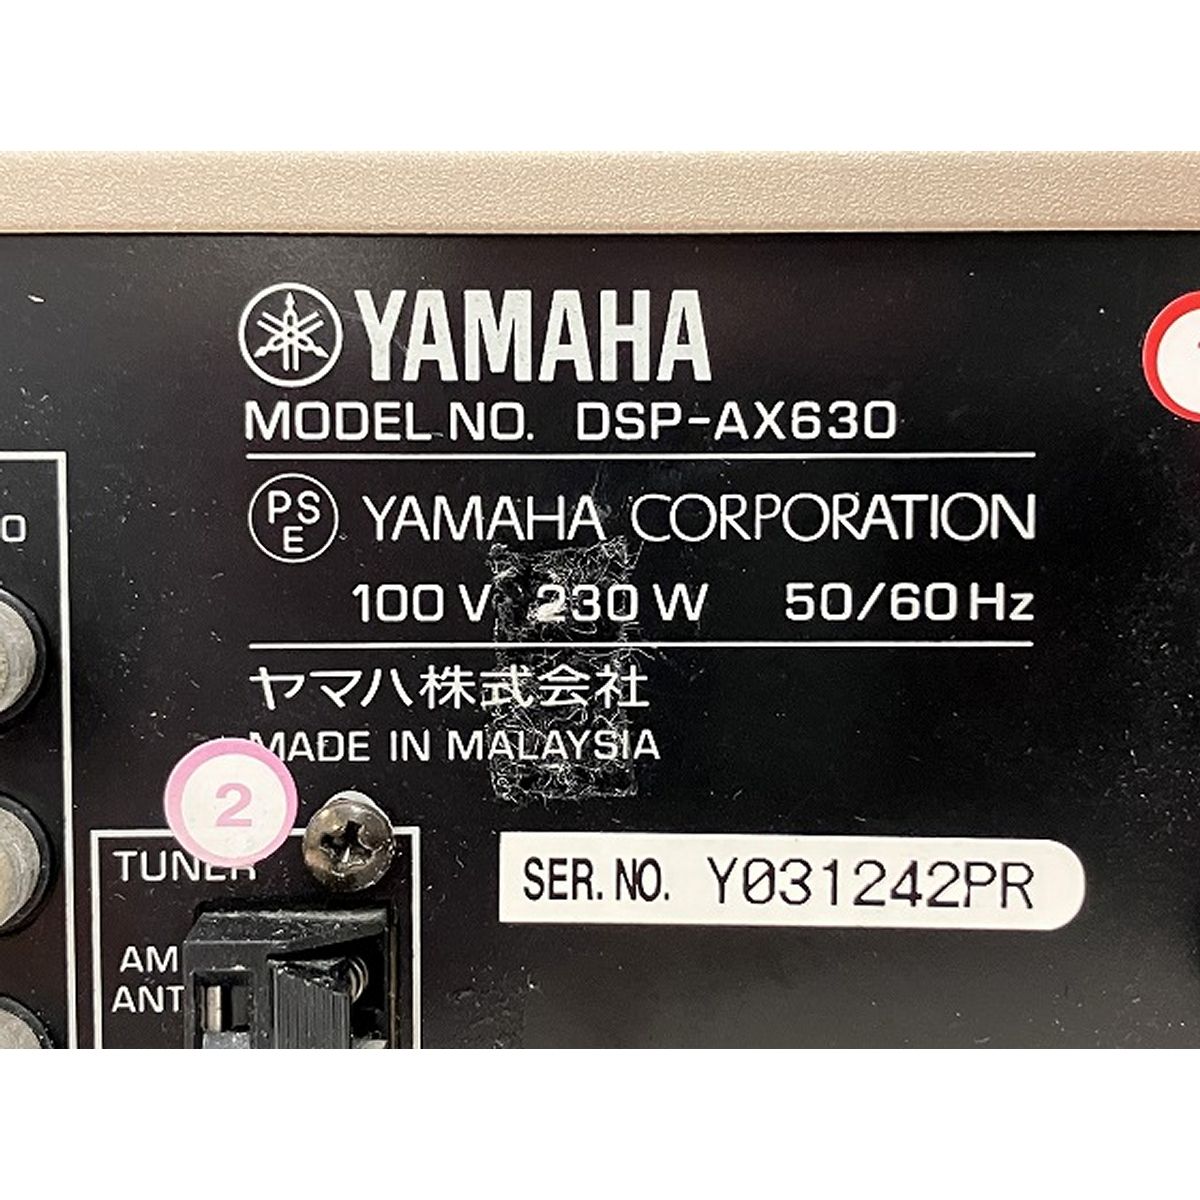 YAMAHA
MODEL NO. DSP-AX630
PSE YAMAHA CORPORATION
100 V 230 W 50/60 Hz
ヤマハ株式会社
MADE IN MALAYSIA
2
TUNER
SER. NO. Y031242PR
AM
ANT
O